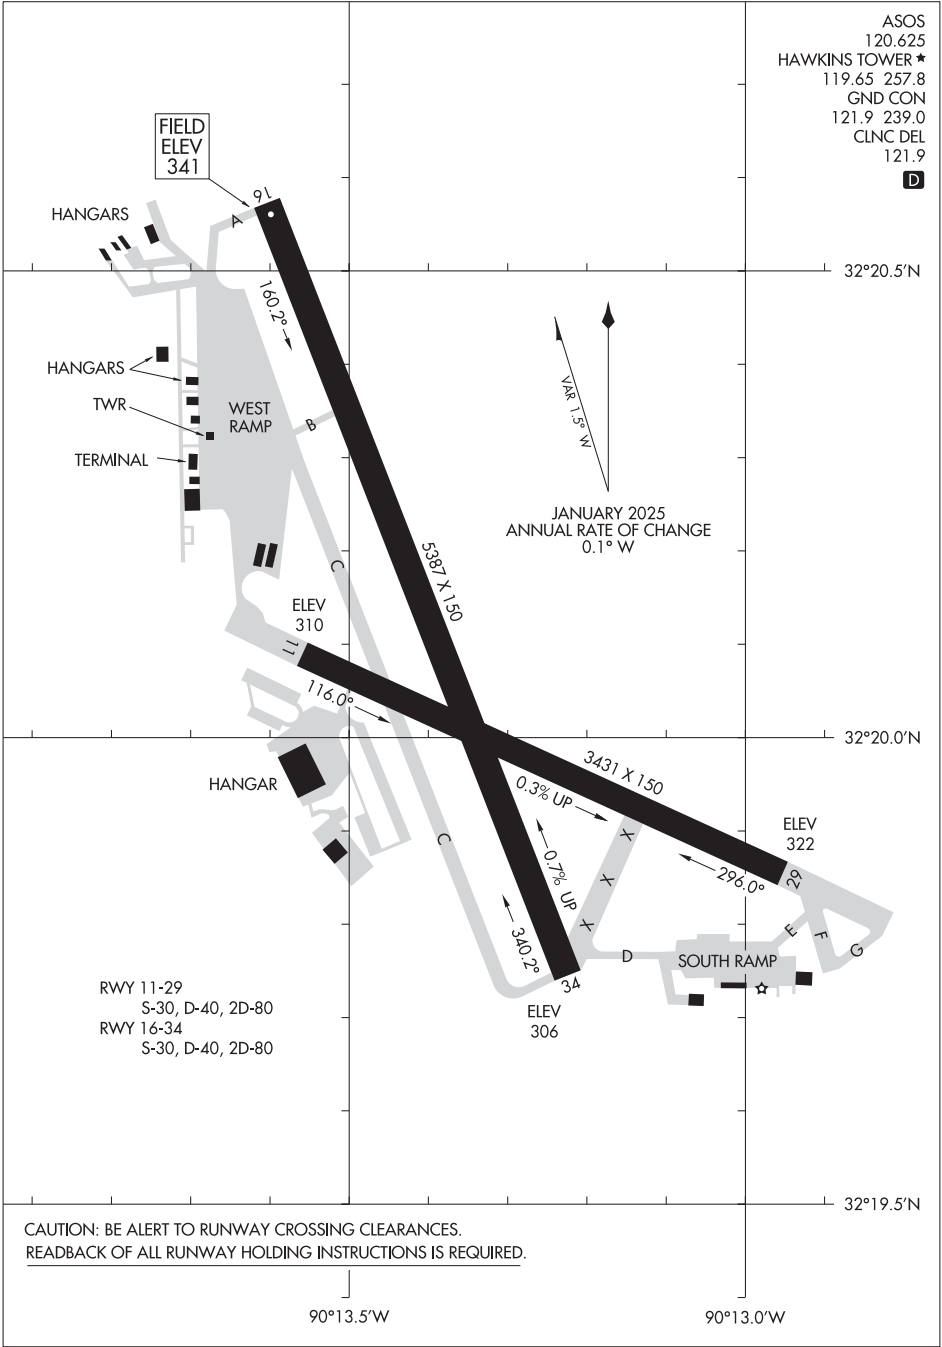 ASOS
120.625
HAWKINS TOWER ★
119.65 257.8
GND CON
121.9 239.0
CLNC DEL
121.9
D
FIELD
ELEV
341
16
A
HANGARS
32°20.5'N
160.2°
VAR 1.5° W
HANGARS
TWR
WEST
RAMP
B
TERMINAL
JANUARY 2025
ANNUAL RATE OF CHANGE
0.1° W
5387 X 150
C
ELEV
310
11
116.0°
32°20.0'N
3431 X 150
0.3% UP
HANGAR
C
X
X
X
ELEV
322
29
296.0°
0.7% UP
340.2°
D
E
F
G
SOUTH RAMP
34
ELEV
306
RWY 11-29
S-30, D-40, 2D-80
RWY 16-34
S-30, D-40, 2D-80
32°19.5'N
CAUTION: BE ALERT TO RUNWAY CROSSING CLEARANCES.
READBACK OF ALL RUNWAY HOLDING INSTRUCTIONS IS REQUIRED.
90°13.5'W
90°13.0'W